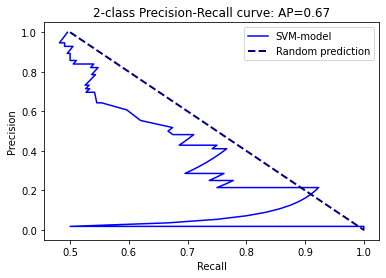 2-class Precision-Recall curve: AP=0.67
SVM-model
Random prediction
Precision
1.0
0.8
0.6
0.4
0.2
0.0
0.5
0.6
0.7
0.8
0.9
1.0
Recall